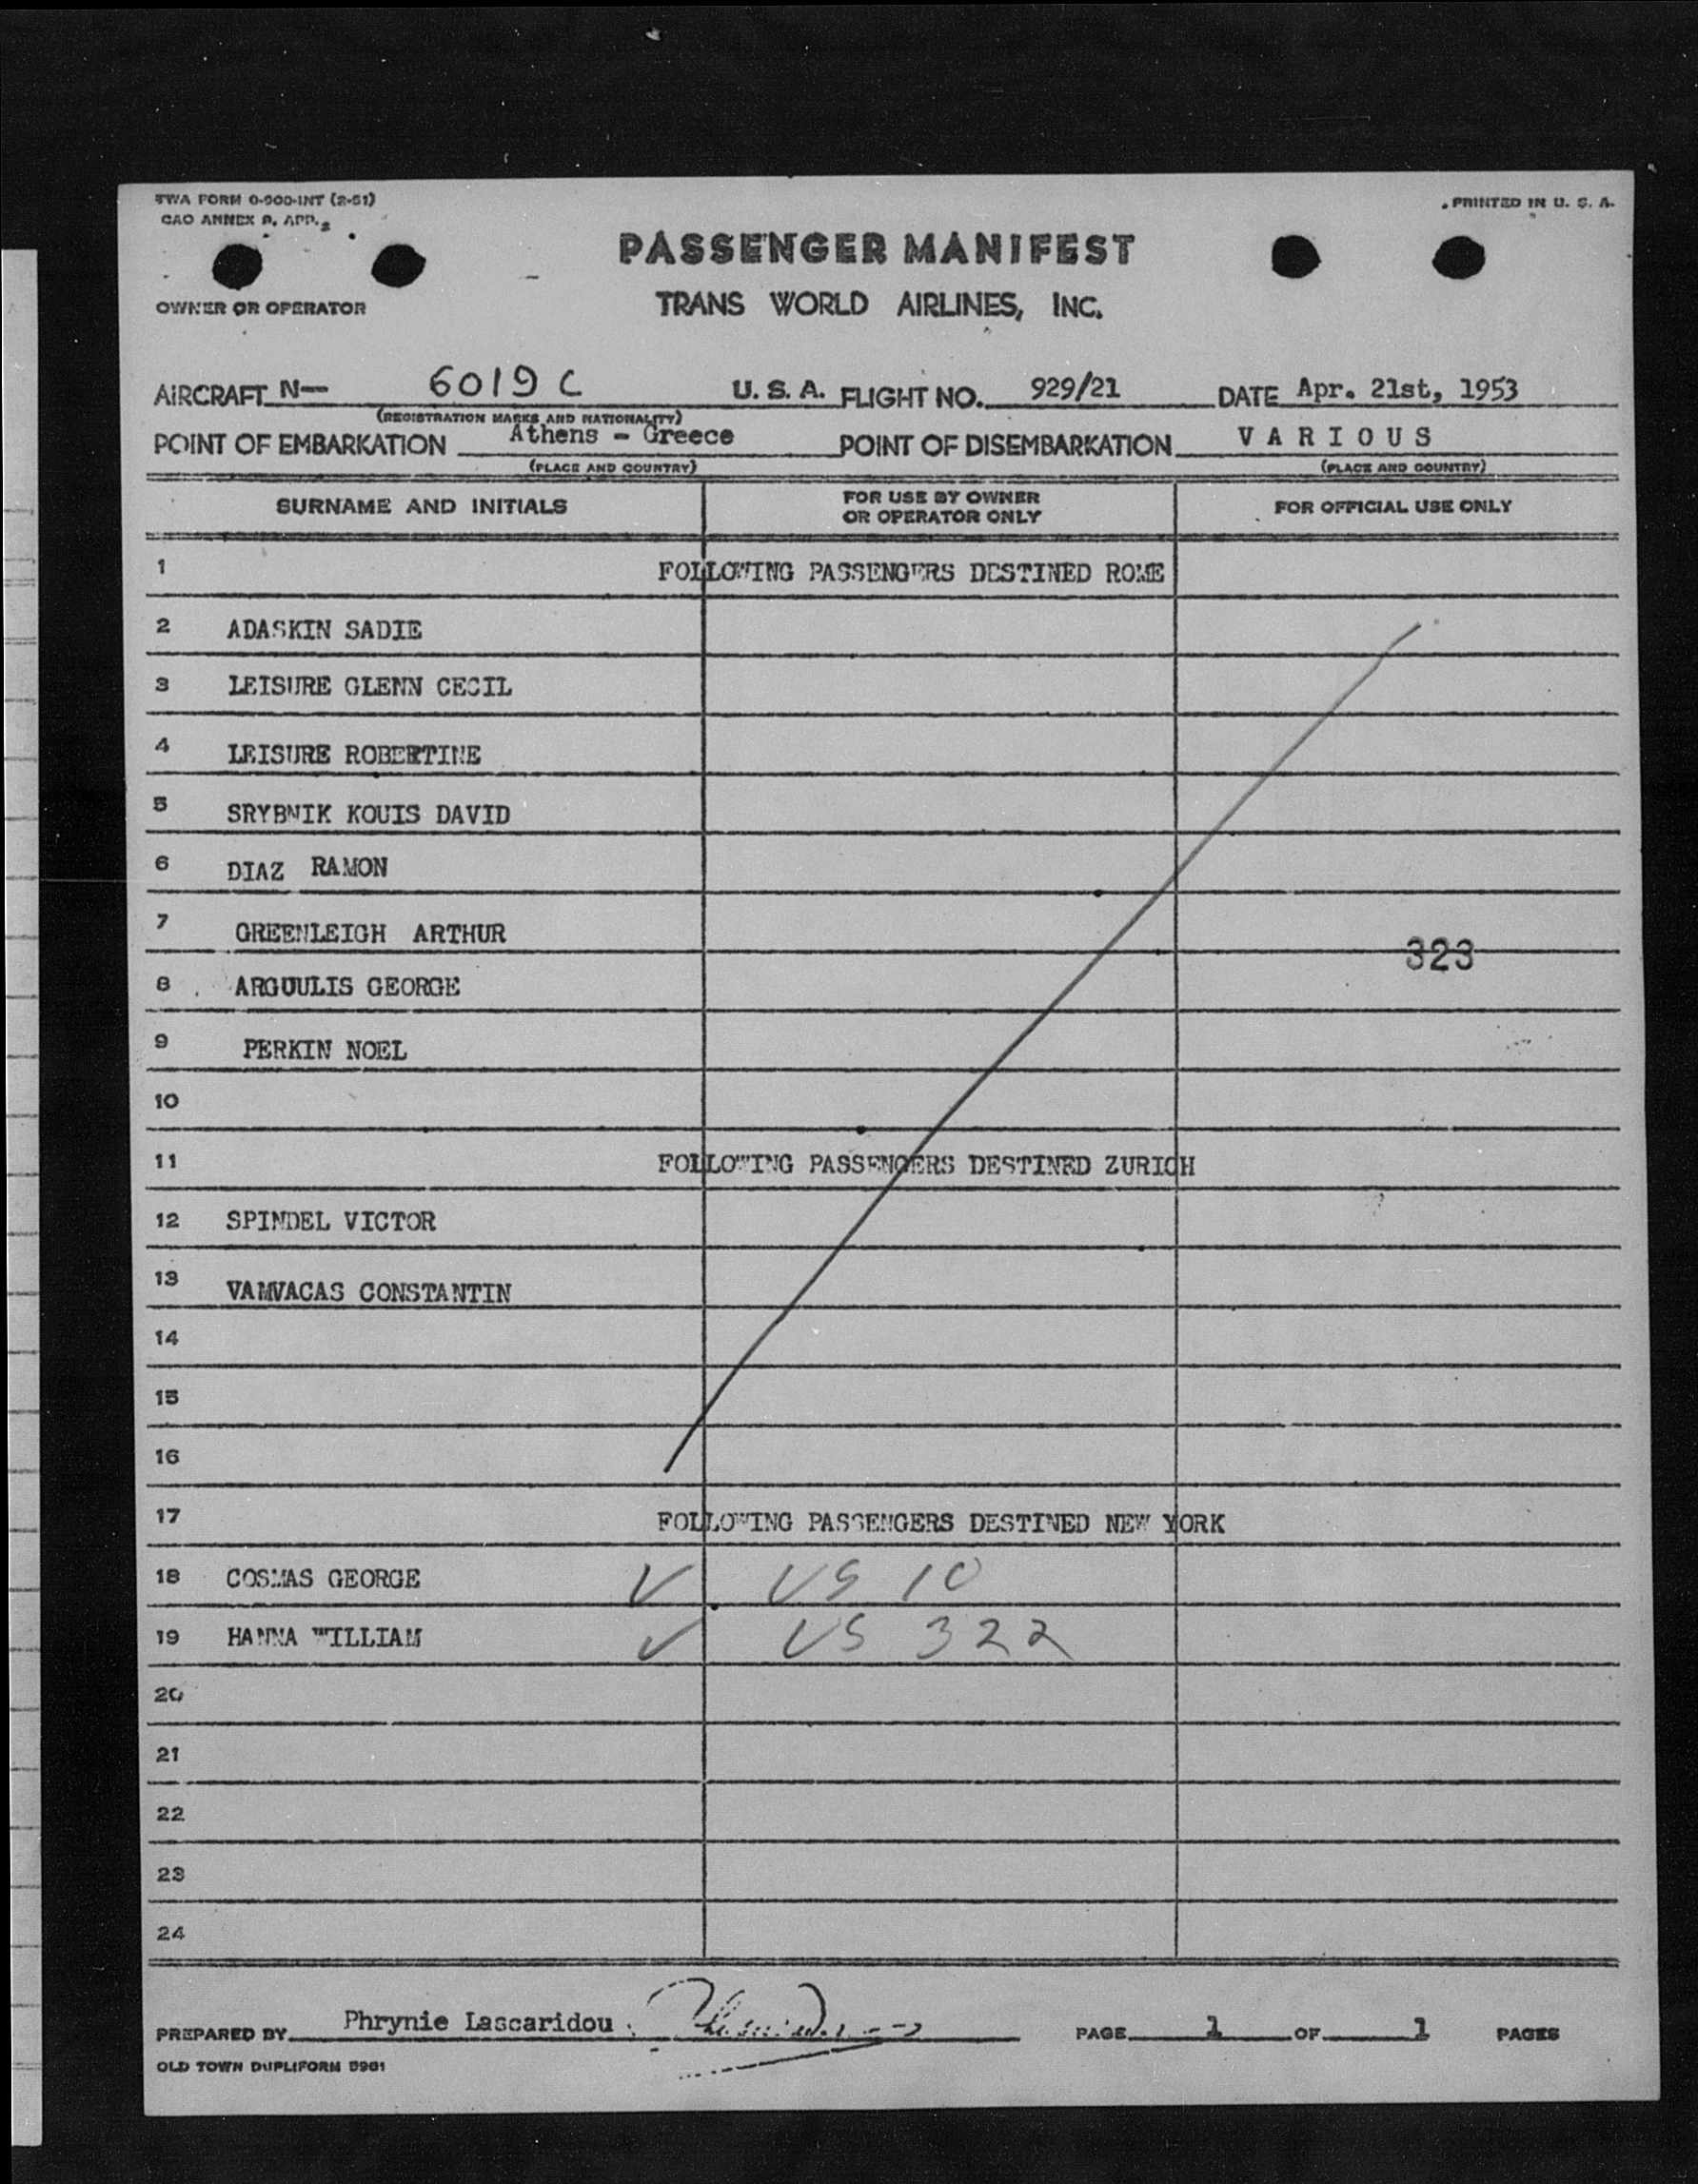 TWA FORM 0-900-INT (2-51)
CAO ANNEX 9, APP. 2
PRINTED IN U. S. A.
PASSENGER MANIFEST
OWNER OR OPERATOR
TRANS WORLD AIRLINES, INC.
AIRCRAFT N— 6019 C U. S. A. FLIGHT NO. 929/21 DATE Apr. 21st, 1953
(REGISTRATION MARKS AND NATIONALITY)
POINT OF EMBARKATION Athens - Greece POINT OF DISEMBARKATION VARIOUS
(PLACE AND COUNTRY) (PLACE AND COUNTRY)
SURNAME AND INITIALS FOR USE BY OWNER OR OPERATOR ONLY FOR OFFICIAL USE ONLY
1 FOLLOWING PASSENGERS DESTINED ROME
2 ADASKIN SADIE
3 LEISURE GLENN CECIL
4 LEISURE ROBERTINE
5 SRYBNIK KOUIS DAVID
6 DIAZ RAMON
7 GREENLEIGH ARTHUR
323
8 ARGUULIS GEORGE
9 PERKIN NOEL
10
11 FOLLOWING PASSENGERS DESTINED ZURICH
12 SPINDEL VICTOR
13 VAMVACAS CONSTANTIN
14
15
16
17 FOLLOWING PASSENGERS DESTINED NEW YORK
18 COSMAS GEORGE ✓ US 10
19 HANNA WILLIAM ✓ US 322
20
21
22
23
24
PREPARED BY Phrynie Lascaridou PAGE 1 OF 1 PAGES
OLD TOWN DUPLIFORM 5961